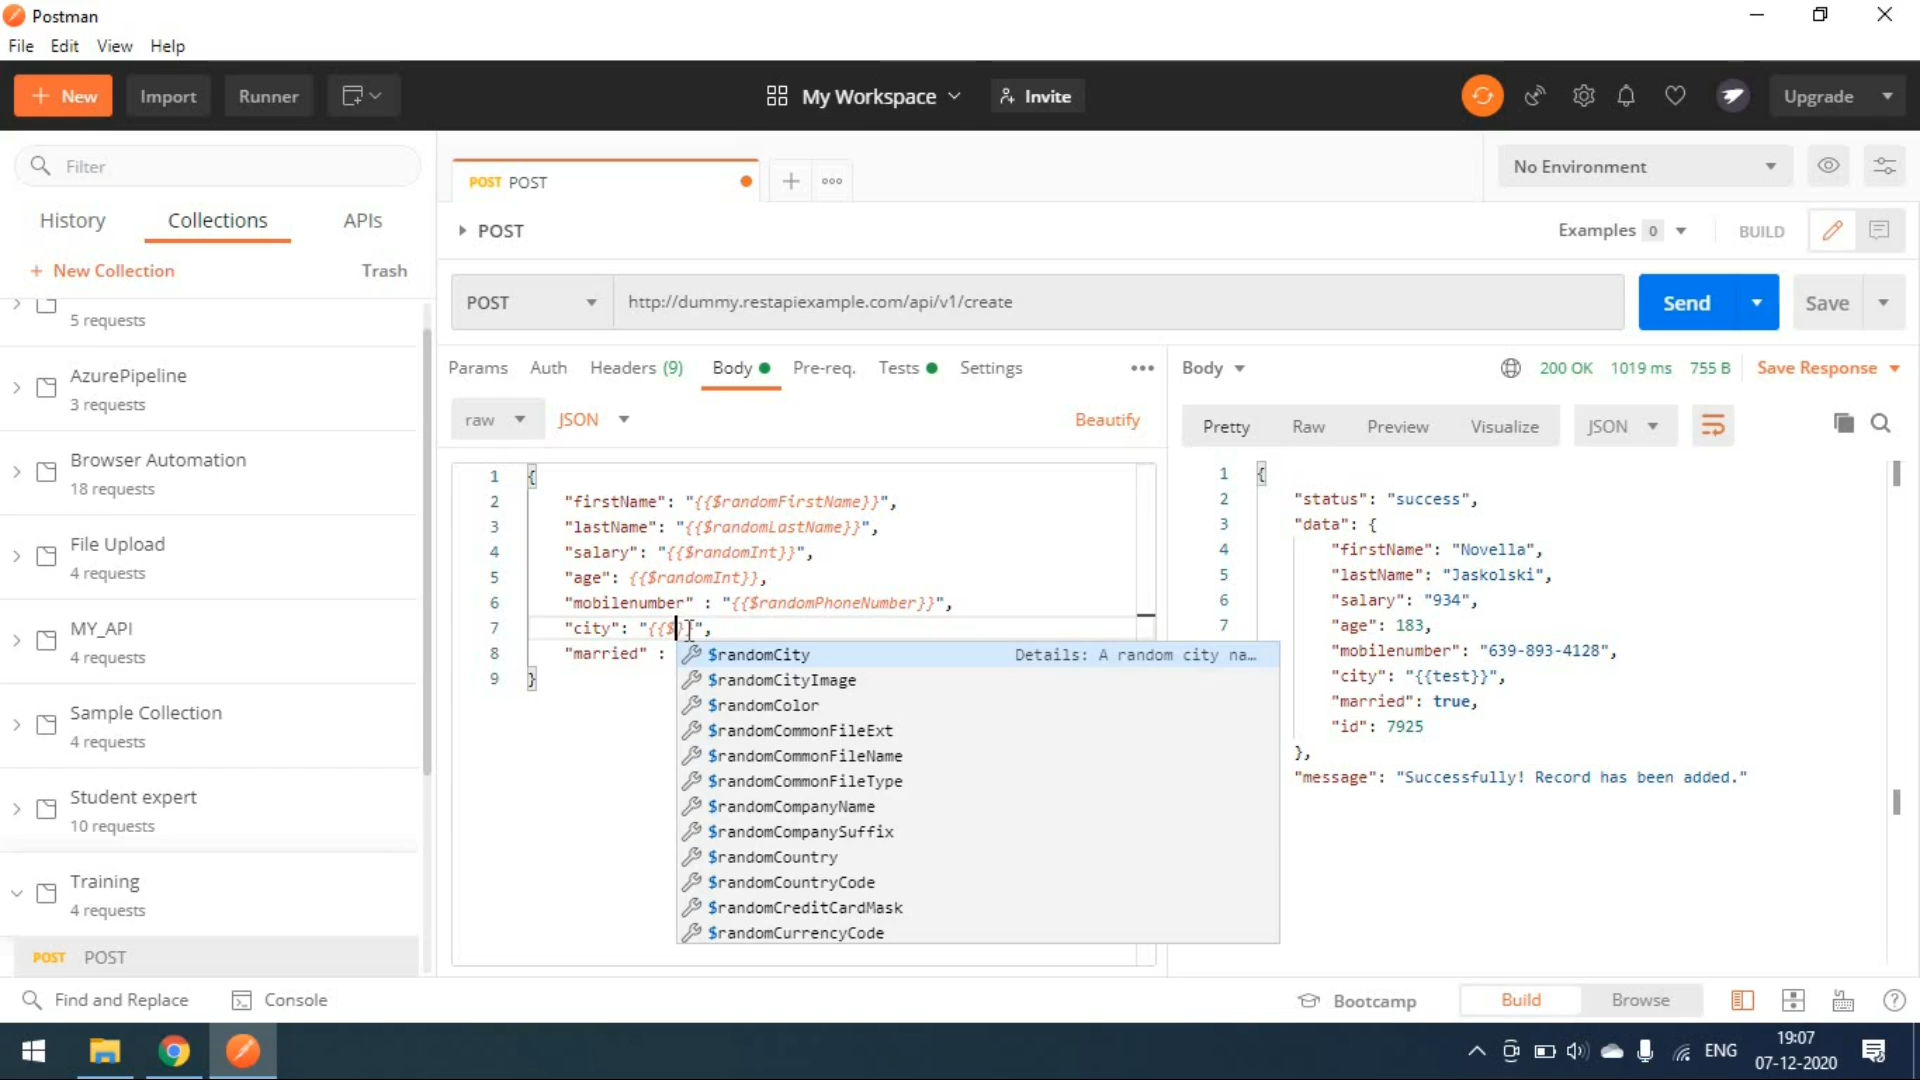 Postman
File Edit View Help
+ New Import Runner My Workspace Invite Upgrade
Filter
History Collections APIs
+ New Collection Trash
5 requests
AzurePipeline
3 requests
Browser Automation
18 requests
File Upload
4 requests
MY_API
4 requests
Sample Collection
4 requests
Student expert
10 requests
Training
4 requests
POST POST
POST POST
No Environment
POST
Examples 0 BUILD
POST http://dummy.restapiexample.com/api/v1/create Send Save
Params Auth Headers (9) Body Pre-req. Tests Settings
raw JSON Beautify
1 {
2 "firstName": "{{$randomFirstName}}",
3 "lastName": "{{$randomLastName}}",
4 "salary": "{{$randomInt}}",
5 "age": {{$randomInt}},
6 "mobilenumber" : "{{$randomPhoneNumber}}",
7 "city": "{{$}}",
8 "married" :
9 }
$randomCity Details: A random city na…
$randomCityImage
$randomColor
$randomCommonFileExt
$randomCommonFileName
$randomCommonFileType
$randomCompanyName
$randomCompanySuffix
$randomCountry
$randomCountryCode
$randomCreditCardMask
$randomCurrencyCode
Body 200 OK 1019 ms 755 B Save Response
Pretty Raw Preview Visualize JSON
1 {
2 "status": "success",
3 "data": {
4 "firstName": "Novella",
5 "lastName": "Jaskolski",
6 "salary": "934",
7 "age": 183,
"mobilenumber": "639-893-4128",
"city": "{{test}}",
"married": true,
"id": 7925
},
"message": "Successfully! Record has been added."
Find and Replace Console Bootcamp Build Browse
ENG 19:07
07-12-2020